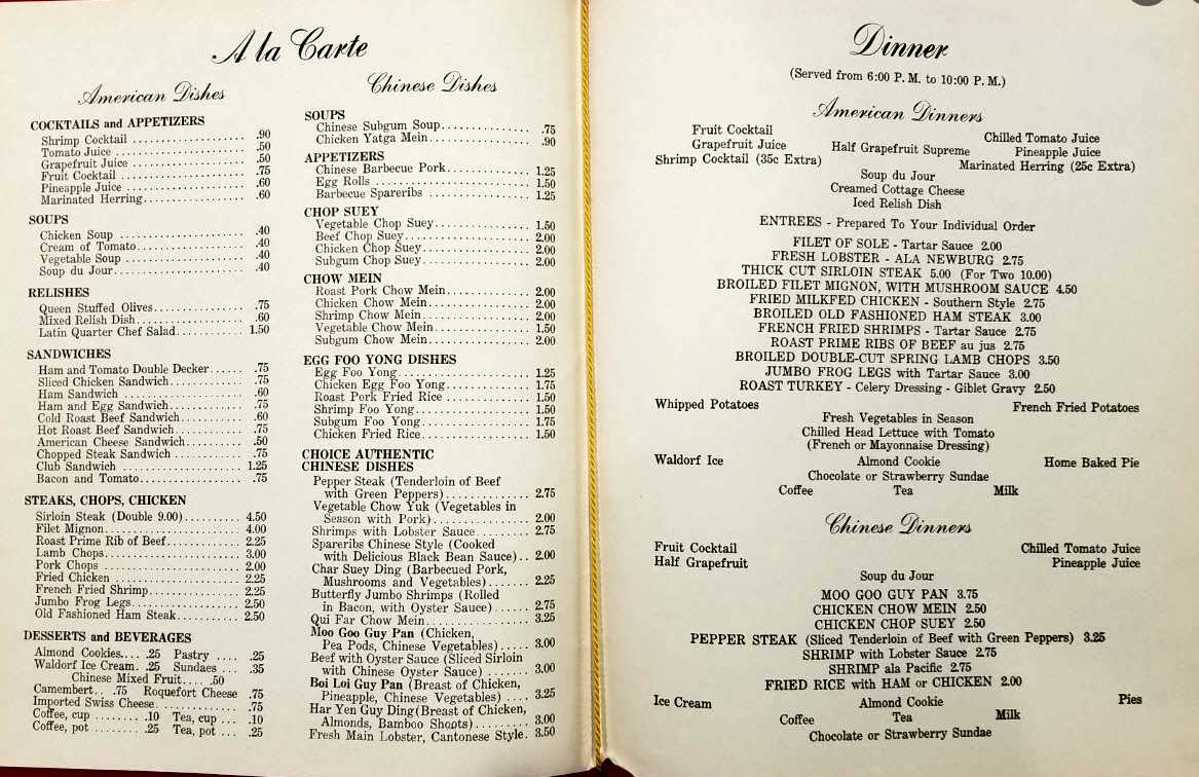 A la Carte
American Dishes
COCKTAILS and APPETIZERS
Shrimp Cocktail .................... .90
Tomato Juice .................... .50
Grapefruit Juice .................... .50
Fruit Cocktail .................... .75
Pineapple Juice .................... .60
Marinated Herring.................... .60
SOUPS
Chicken Soup .................... .40
Cream of Tomato.................... .40
Vegetable Soup .................... .40
Soup du Jour.................... .40
RELISHES
Queen Stuffed Olives.................... .75
Mixed Relish Dish.................... .60
Latin Quarter Chef Salad........... 1.50
SANDWICHES
Ham and Tomato Double Decker...... .75
Sliced Chicken Sandwich............. .75
Ham Sandwich .................... .60
Ham and Egg Sandwich............. .75
Cold Roast Beef Sandwich........... .60
Hot Roast Beef Sandwich............ .75
American Cheese Sandwich.......... .50
Chopped Steak Sandwich ............ .75
Club Sandwich .................... 1.25
Bacon and Tomato.................... .75
STEAKS, CHOPS, CHICKEN
Sirloin Steak (Double 9.00).......... 4.50
Filet Mignon.................... 4.00
Roast Prime Rib of Beef............ 2.25
Lamb Chops.................... 3.00
Pork Chops .................... 2.00
Fried Chicken .................... 2.25
French Fried Shrimp................ 2.25
Jumbo Frog Legs.................... 2.50
Old Fashioned Ham Steak........... 2.50
DESSERTS and BEVERAGES
Almond Cookies.... .25 Pastry .... .25
Waldorf Ice Cream. .25 Sundaes ... .35
Chinese Mixed Fruit.... .50
Camembert.. .75 Roquefort Cheese .75
Imported Swiss Cheese.............. .75
Coffee, cup ........ .10 Tea, cup ... .10
Coffee, pot ......... .25 Tea, pot ... .25
Chinese Dishes
SOUPS
Chinese Subgum Soup.............. .75
Chicken Yatga Mein................ .90
APPETIZERS
Chinese Barbecue Pork............. 1.25
Egg Rolls .................... 1.50
Barbecue Spareribs ................ 1.25
CHOP SUEY
Vegetable Chop Suey................ 1.50
Beef Chop Suey.................... 2.00
Chicken Chop Suey................. 2.00
Subgum Chop Suey................. 2.00
CHOW MEIN
Roast Pork Chow Mein.............. 2.00
Chicken Chow Mein................. 2.00
Shrimp Chow Mein................. 2.00
Vegetable Chow Mein............... 1.50
Subgum Chow Mein................. 2.00
EGG FOO YONG DISHES
Egg Foo Yong.................... 1.25
Chicken Egg Foo Yong.............. 1.75
Roast Pork Fried Rice .............. 1.50
Shrimp Foo Yong.................... 1.50
Subgum Foo Yong.................... 1.75
Chicken Fried Rice.................. 1.50
CHOICE AUTHENTIC
CHINESE DISHES
Pepper Steak (Tenderloin of Beef
with Green Peppers)............. 2.75
Vegetable Chow Yuk (Vegetables in
Season with Pork)............... 2.00
Shrimps with Lobster Sauce......... 2.75
Spareribs Chinese Style (Cooked
with Delicious Black Bean Sauce).. 2.00
Char Suey Ding (Barbecued Pork,
Mushrooms and Vegetables)....... 2.25
Butterfly Jumbo Shrimps (Rolled
in Bacon, with Oyster Sauce)...... 2.75
Qui Far Chow Mein................. 3.25
Moo Goo Guy Pan (Chicken,
Pea Pods, Chinese Vegetables)..... 3.00
Beef with Oyster Sauce (Sliced Sirloin
with Chinese Oyster Sauce) ....... 3.00
Boi Loi Guy Pan (Breast of Chicken,
Pineapple, Chinese Vegetables) .... 3.25
Har Yen Guy Ding(Breast of Chicken,
Almonds, Bamboo Shoots)......... 3.00
Fresh Main Lobster, Cantonese Style. 3.50
Dinner
(Served from 6:00 P. M. to 10:00 P. M.)
American Dinners
Fruit Cocktail Chilled Tomato Juice
Grapefruit Juice Half Grapefruit Supreme Pineapple Juice
Shrimp Cocktail (35c Extra) Marinated Herring (25c Extra)
Soup du Jour
Creamed Cottage Cheese
Iced Relish Dish
ENTREES - Prepared To Your Individual Order
FILET OF SOLE - Tartar Sauce 2.00
FRESH LOBSTER - ALA NEWBURG 2.75
THICK CUT SIRLOIN STEAK 5.00 (For Two 10.00)
BROILED FILET MIGNON, WITH MUSHROOM SAUCE 4.50
FRIED MILKFED CHICKEN - Southern Style 2.75
BROILED OLD FASHIONED HAM STEAK 3.00
FRENCH FRIED SHRIMPS - Tartar Sauce 2.75
ROAST PRIME RIBS OF BEEF au jus 2.75
BROILED DOUBLE-CUT SPRING LAMB CHOPS 3.50
JUMBO FROG LEGS with Tartar Sauce 3.00
ROAST TURKEY - Celery Dressing - Giblet Gravy 2.50
Whipped Potatoes French Fried Potatoes
Fresh Vegetables in Season
Chilled Head Lettuce with Tomato
(French or Mayonnaise Dressing)
Waldorf Ice Almond Cookie Home Baked Pie
Chocolate or Strawberry Sundae
Coffee Tea Milk
Chinese Dinners
Fruit Cocktail Chilled Tomato Juice
Half Grapefruit Pineapple Juice
Soup du Jour
MOO GOO GUY PAN 3.75
CHICKEN CHOW MEIN 2.50
CHICKEN CHOP SUEY 2.50
PEPPER STEAK (Sliced Tenderloin of Beef with Green Peppers) 3.25
SHRIMP with Lobster Sauce 2.75
SHRIMP ala Pacific 2.75
FRIED RICE with HAM or CHICKEN 2.00
Ice Cream Almond Cookie Pies
Coffee Tea Milk
Chocolate or Strawberry Sundae